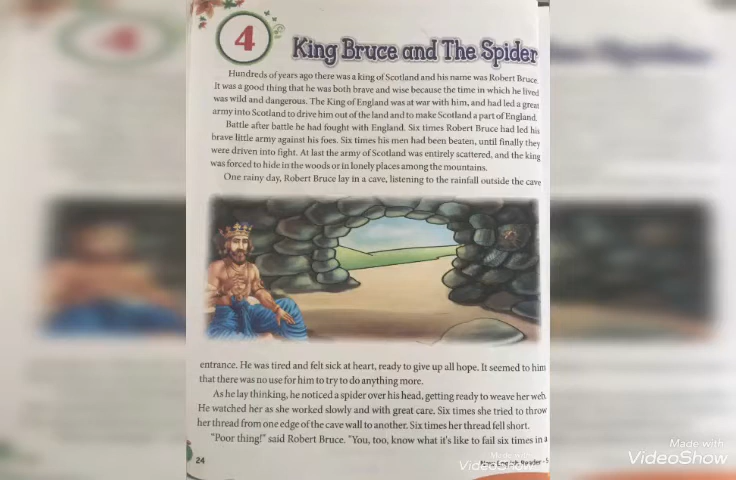 4
King Bruce and The Spider
Hundreds of years ago there was a king of Scotland and his name was Robert Bruce.
It was a good thing that he was both brave and wise because the time in which he lived
was wild and dangerous. The King of England was at war with him, and had led a great
army into Scotland to drive him out of the land and to make Scotland a part of England.
Battle after battle he had fought with England. Six times Robert Bruce had led his
brave little army against his foes. Six times his men had been beaten, until finally they
were driven into fight. At last the army of Scotland was entirely scattered, and the king
was forced to hide in the woods or in lonely places among the mountains.
One rainy day, Robert Bruce lay in a cave, listening to the rainfall outside the cave
entrance. He was tired and felt sick at heart, ready to give up all hope. It seemed to him
that there was no use for him to try to do anything more.
As he lay thinking, he noticed a spider over his head, getting ready to weave her web.
He watched her as she worked slowly and with great care. Six times she tried to throw
her thread from one edge of the cave wall to another. Six times her thread fell short.
"Poor thing!" said Robert Bruce. "You, too, know what it's like to fail six times in a
24
English Reader-5
Made with
VideoShow